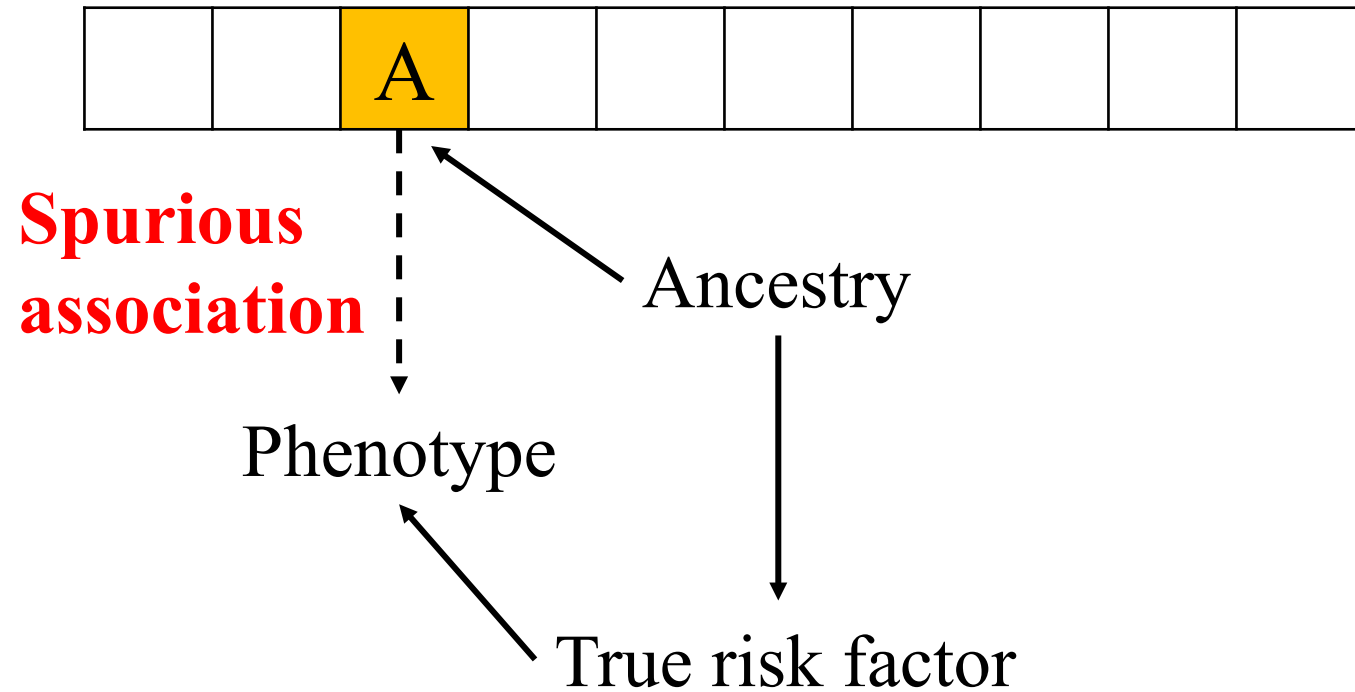 A
Spurious
association
Ancestry
Phenotype
True risk factor